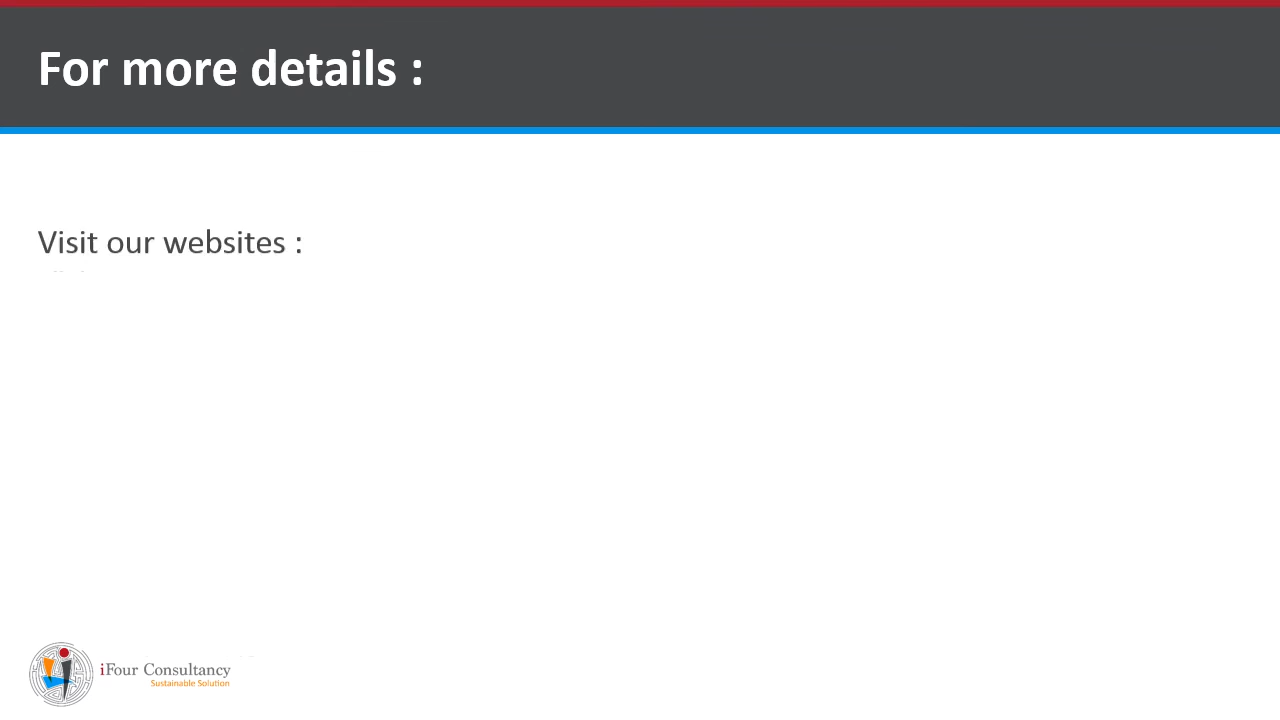 For more details :
Visit our websites :
iFour Consultancy
Sustainable Solution